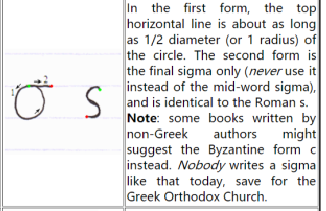 In the first form, the top
horizontal line is about as long
as 1/2 diameter (or 1 radius) of
the circle. The second form is
the final sigma only (never use it
instead of the mid-word sigma),
and is identical to the Roman s.
Note: some books written by
non-Greek authors might
suggest the Byzantine form c
instead. Nobody writes a sigma
like that today, save for the
Greek Orthodox Church.
1 2
σ s